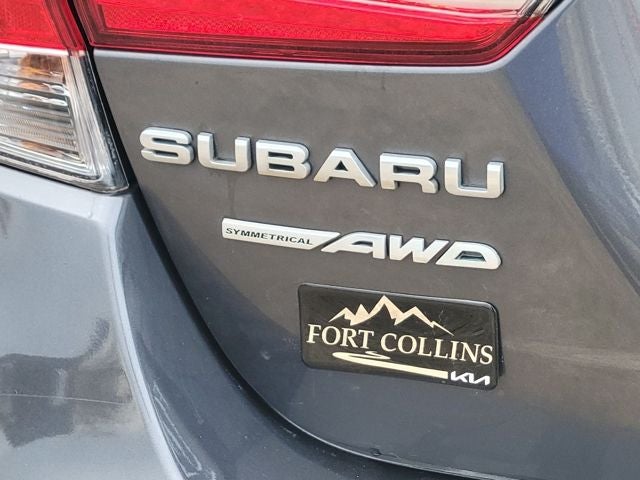 SUBARU
SYMMETRICAL AWD
FORT COLLINS
KIA